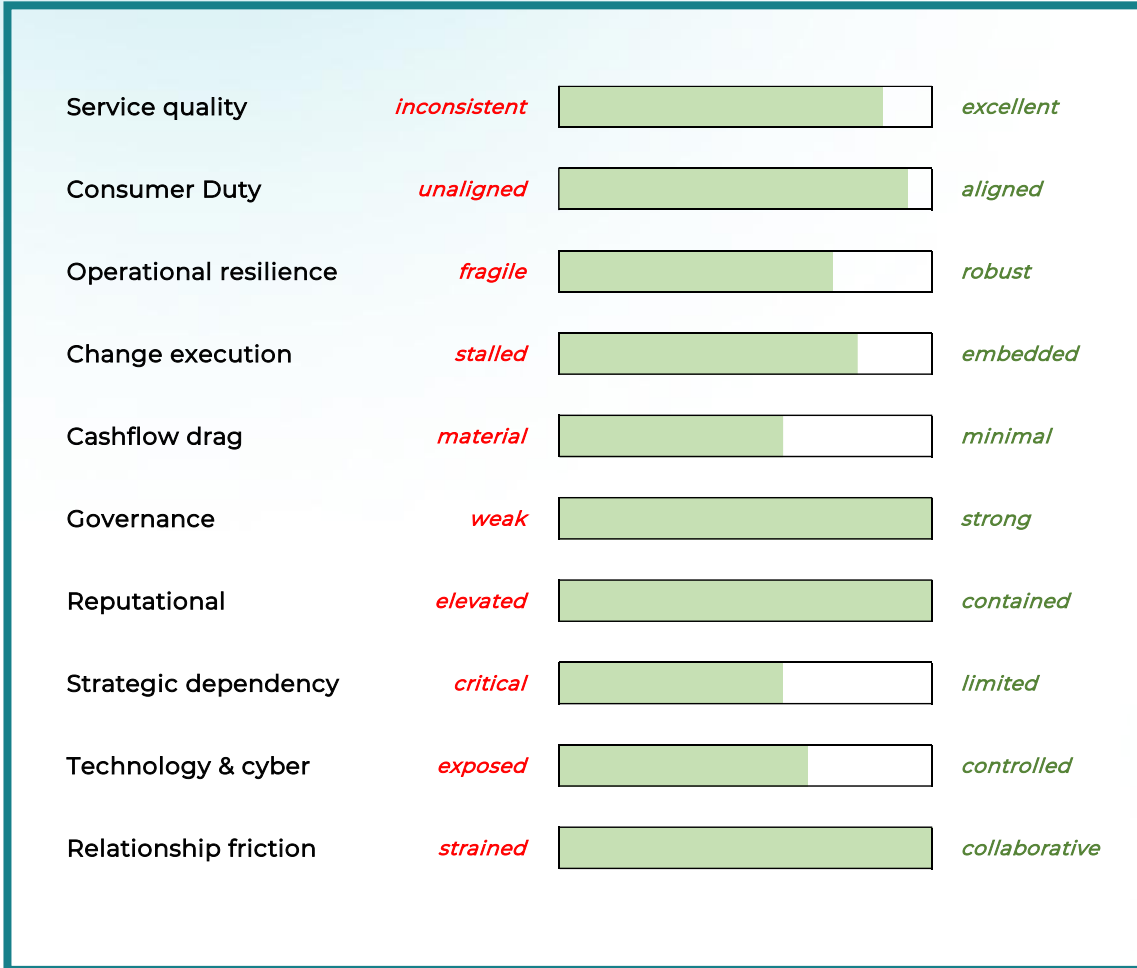 Service quality inconsistent excellent
Consumer Duty unaligned aligned
Operational resilience fragile robust
Change execution stalled embedded
Cashflow drag material minimal
Governance weak strong
Reputational elevated contained
Strategic dependency critical limited
Technology & cyber exposed controlled
Relationship friction strained collaborative